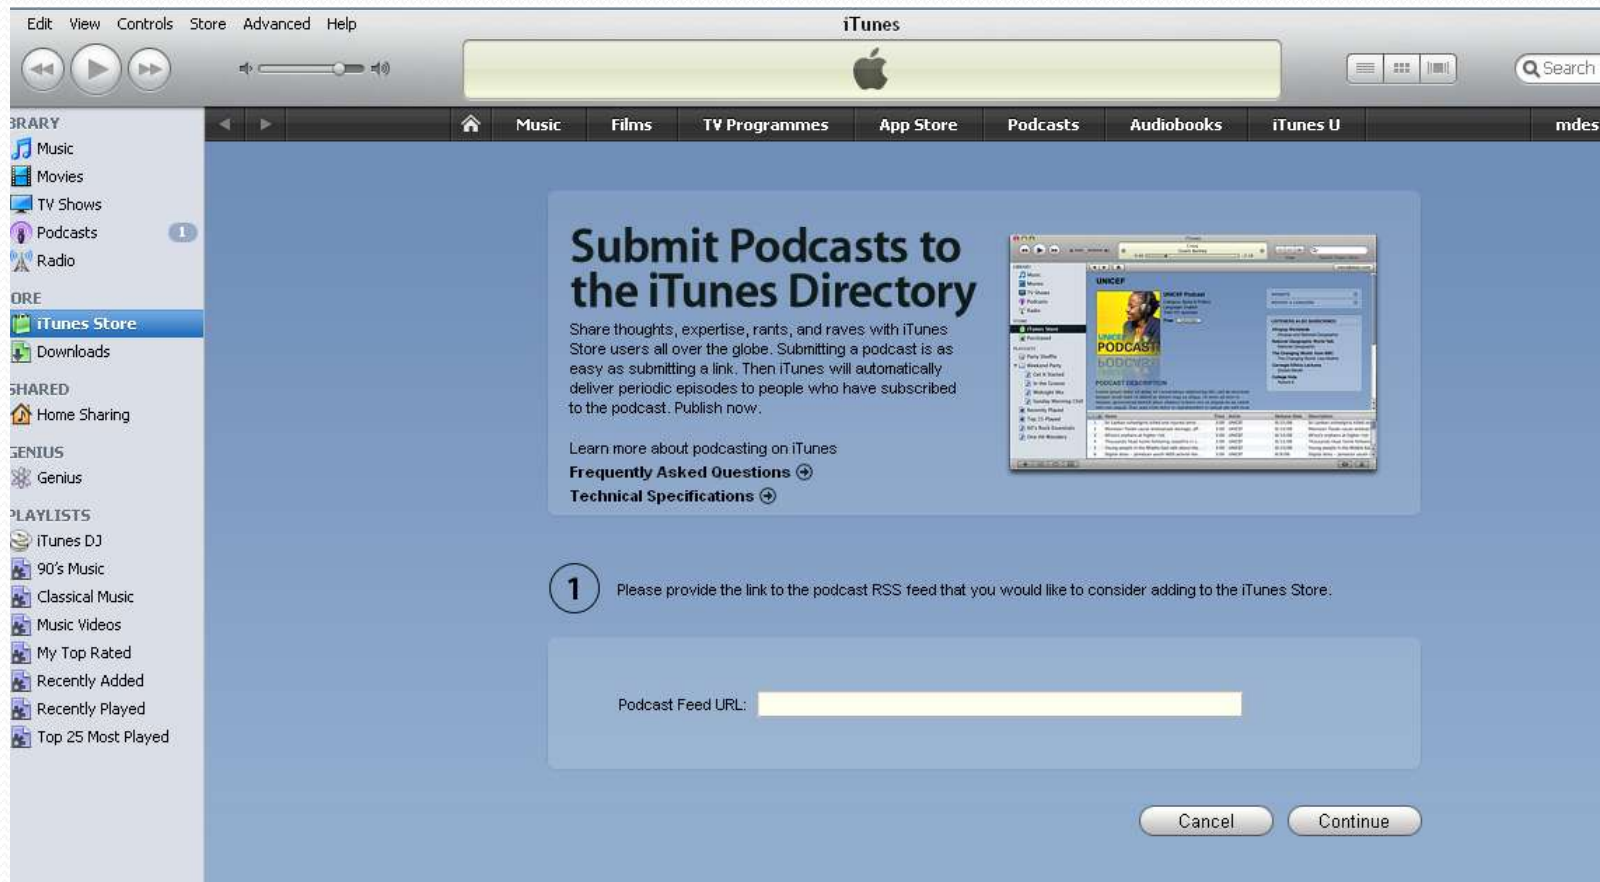 Edit View Controls Store Advanced Help
iTunes
Search
Music Films TV Programmes App Store Podcasts Audiobooks iTunes U mdes
BRARY
Music
Movies
TV Shows
Podcasts 1
Radio
ORE
iTunes Store
Downloads
SHARED
Home Sharing
GENIUS
Genius
PLAYLISTS
iTunes DJ
90's Music
Classical Music
Music Videos
My Top Rated
Recently Added
Recently Played
Top 25 Most Played
Submit Podcasts to
the iTunes Directory
Share thoughts, expertise, rants, and raves with iTunes
Store users all over the globe. Submitting a podcast is as
easy as submitting a link. Then iTunes will automatically
deliver periodic episodes to people who have subscribed
to the podcast. Publish now.
Learn more about podcasting on iTunes
Frequently Asked Questions
Technical Specifications
UNICEF
UNICEF Podcast
UNICEF
PODCAST
PODCAST DESCRIPTION
1 Please provide the link to the podcast RSS feed that you would like to consider adding to the iTunes Store.
Podcast Feed URL:
Cancel Continue